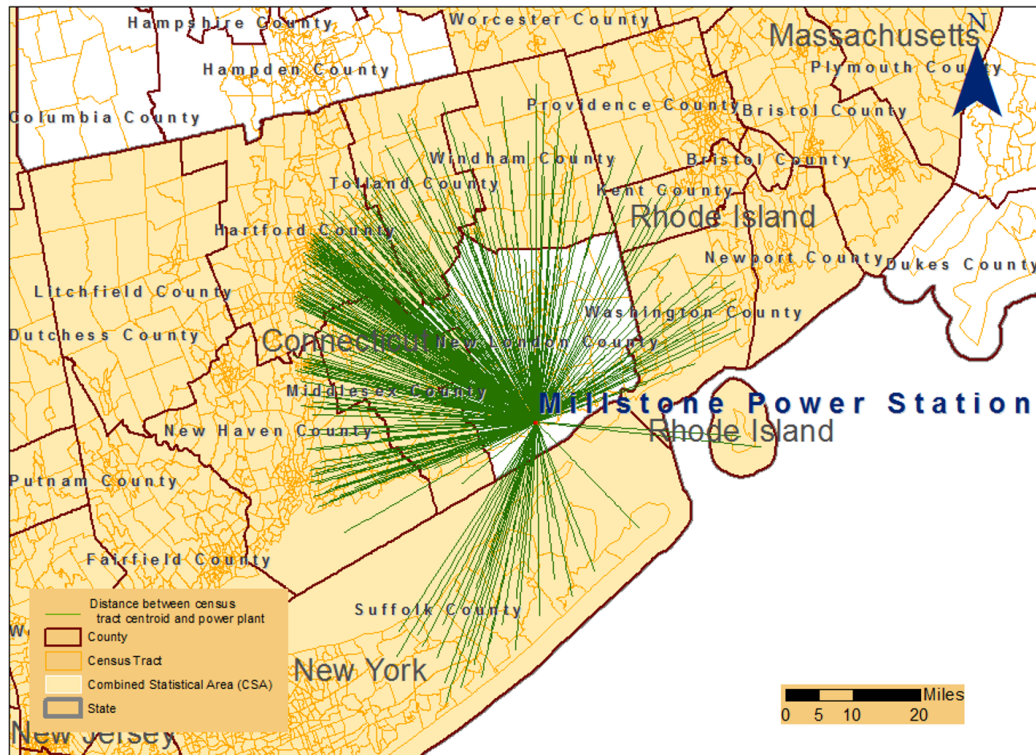 Hampshire County
Worcester County
N
Massachusetts
Hampden County
Plymouth County
Columbia County
Providence County
Bristol County
Windham County
Bristol County
Tolland County
Kent County
Rhode Island
Hartford County
Newport County
Dukes County
Litchfield County
Washington County
Dutchess County
Connecticut
New London County
Middlesex County
Millstone Power Station
New Haven County
Rhode Island
Putnam County
Fairfield County
Distance between census
tract centroid and power plant
County
Census Tract
Combined Statistical Area (CSA)
State
Suffolk County
New York
New Jersey
Miles
0 5 10 20